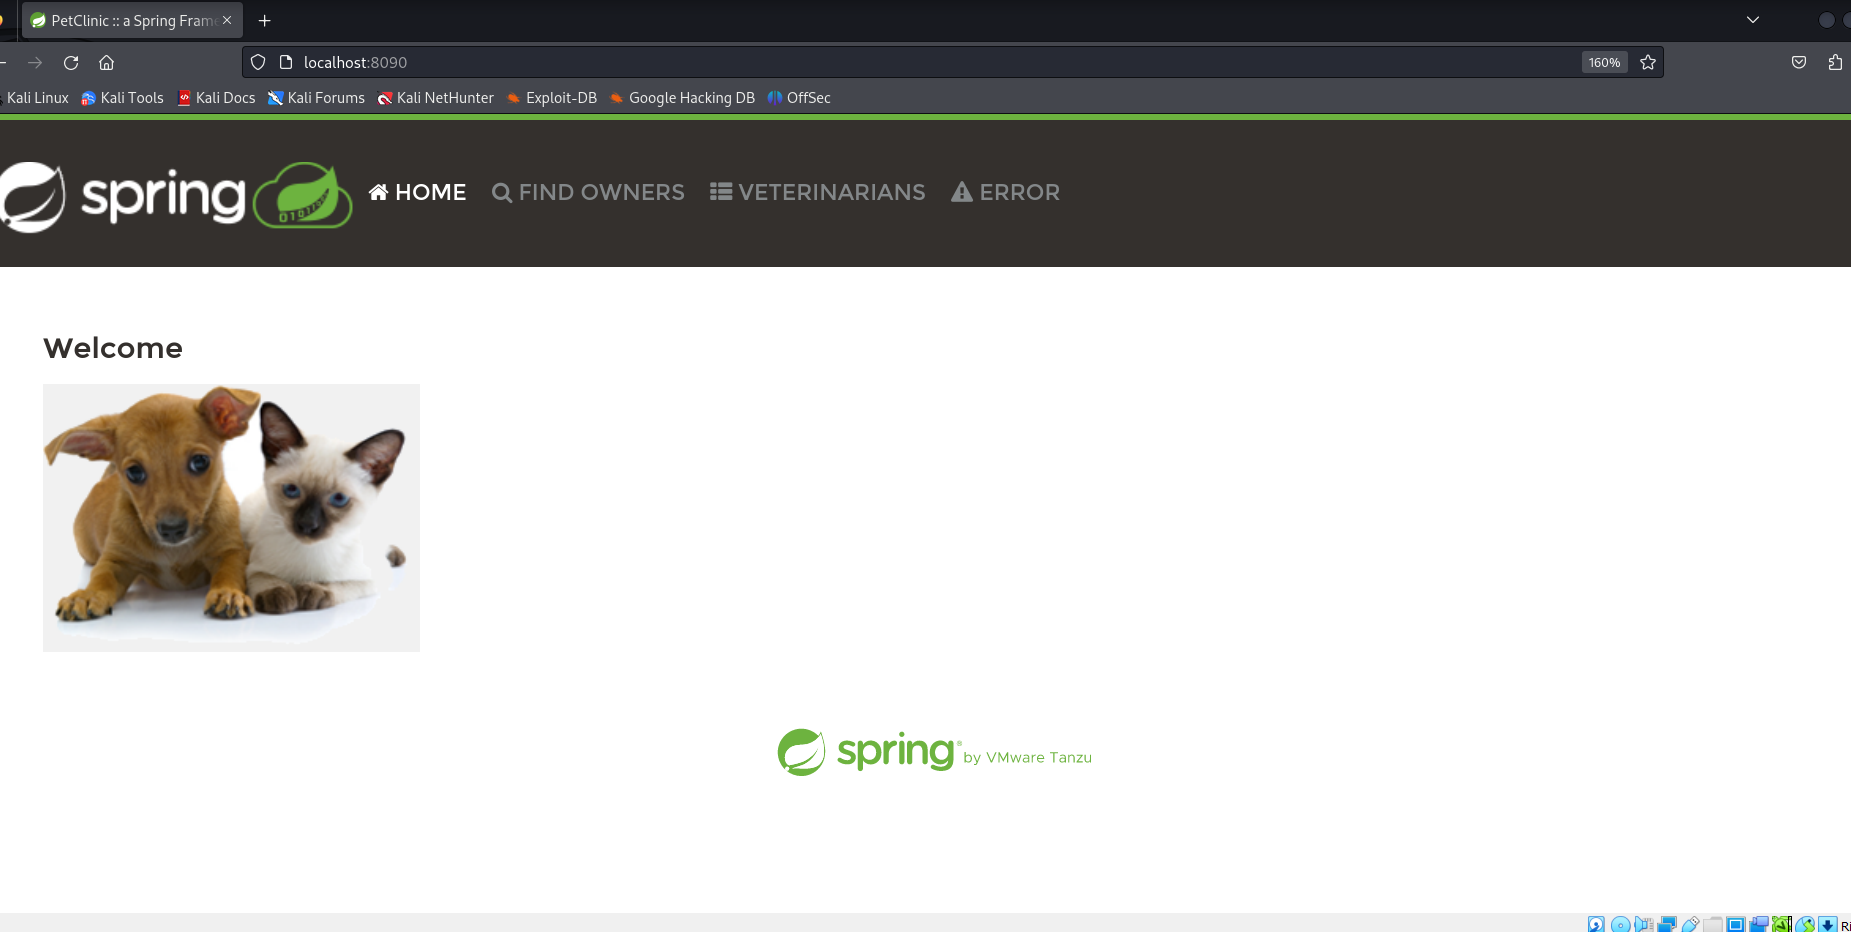 PetClinic :: a Spring Fram
localhost:8090
160%
Kali Linux Kali Tools Kali Docs Kali Forums Kali NetHunter Exploit-DB Google Hacking DB OffSec
spring HOME FIND OWNERS VETERINARIANS ERROR
Welcome
spring® by VMware Tanzu